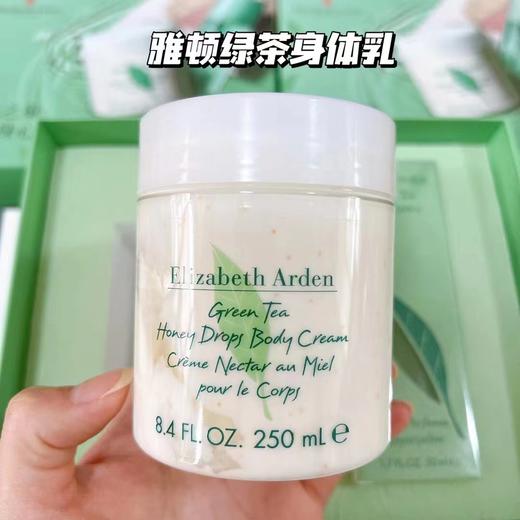 雅顿绿茶身体乳
Elizabeth Arden
Green Tea
Honey Drops Body Cream
Crème Nectar au Miel
pour le Corps
8.4 FL. OZ. 250 mL e